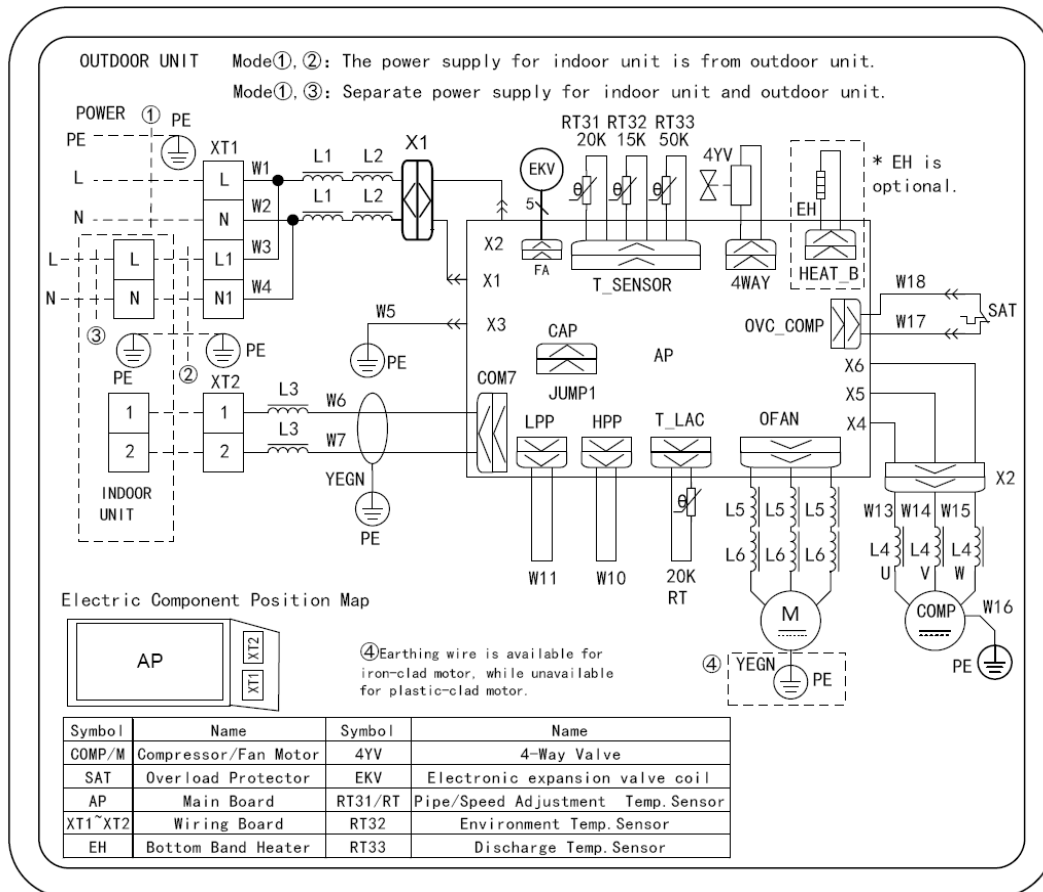 OUTDOOR UNIT Mode①, ②: The power supply for indoor unit is from outdoor unit.
Mode①, ③: Separate power supply for indoor unit and outdoor unit.
POWER ① PE
PE
XT1
W1 L1 L2 X1
L L
W2 L1 L2
N N
W3
L L L1
W4
N N N1
③
PE
PE
②
XT2
L3 W6
1 1
L3 W7
2 2
YEGN
PE
INDOOR
UNIT
W5
PE
RT31 RT32 RT33
20K 15K 50K
EKV
5
θ θ θ
FA
T_SENSOR
4YV
4WAY
EH
HEAT_B
* EH is
optional.
X2
X1
X3
CAP
JUMP1
AP
COM7
OVC_COMP
W18
W17
SAT
X6
X5
X4
LPP HPP T_LAC OFAN
X2
W11 W10
θ
20K
RT
L5 L5 L5
L6 L6 L6
M
④ YEGN
PE
W13 W14 W15
L4 L4 L4
U V W
COMP
W16
PE
Electric Component Position Map
AP
XT2
XT1
④Earthing wire is available for
iron-clad motor, while unavailable
for plastic-clad motor.
Symbol Name Symbol Name
COMP/M Compressor/Fan Motor 4YV 4-Way Valve
SAT Overload Protector EKV Electronic expansion valve coil
AP Main Board RT31/RT Pipe/Speed Adjustment Temp.Sensor
XT1~XT2 Wiring Board RT32 Environment Temp.Sensor
EH Bottom Band Heater RT33 Discharge Temp.Sensor